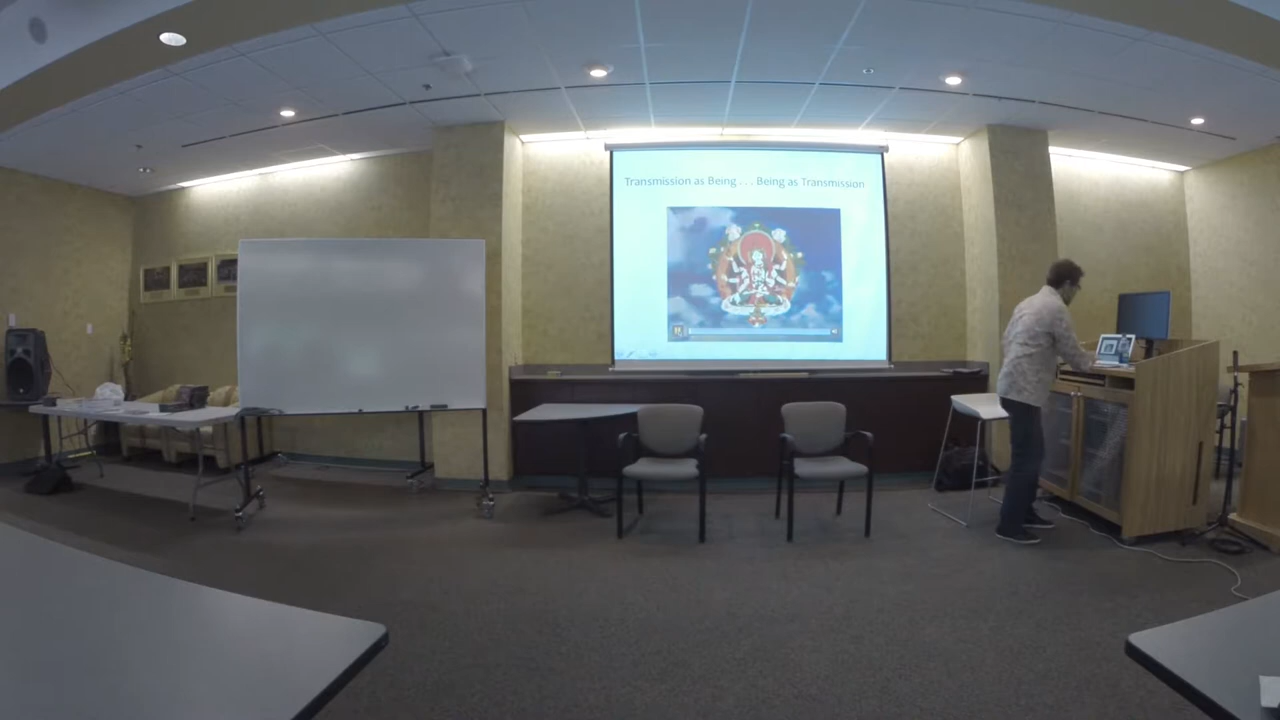 Transmission as Being . . . Being as Transmission